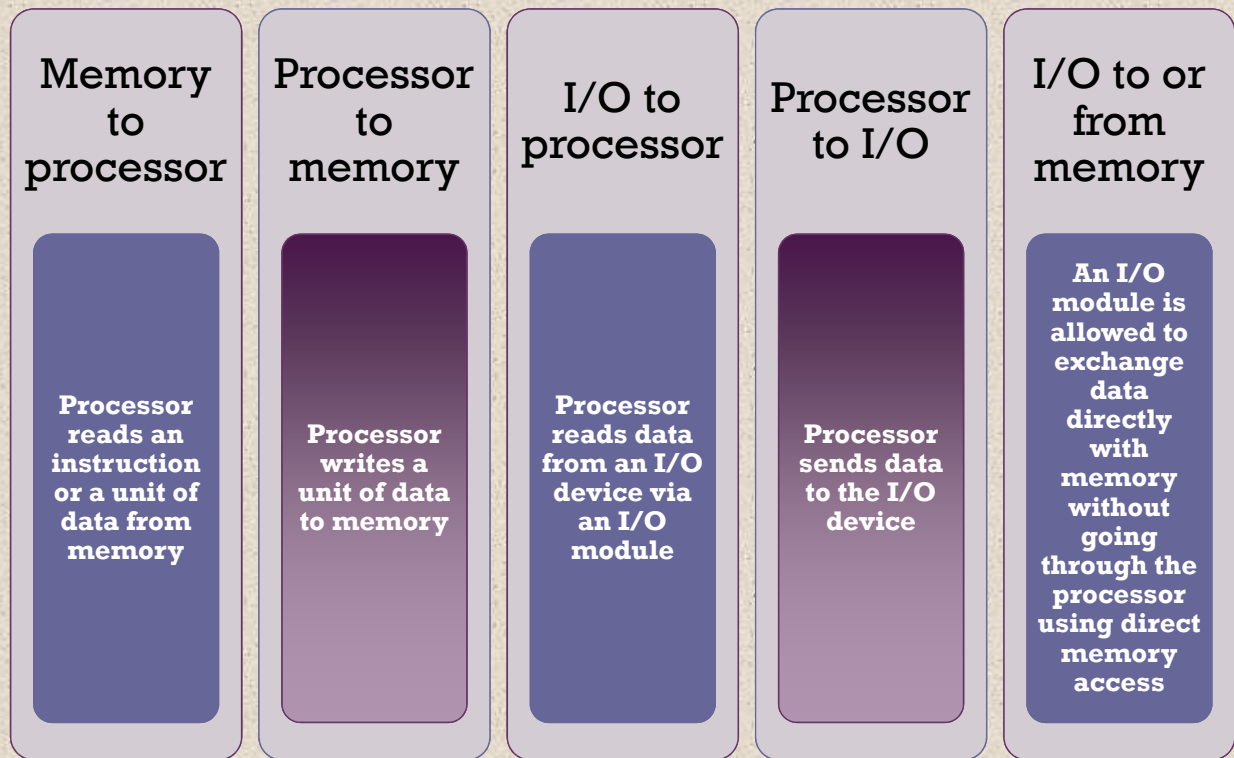 Memory
to
processor
Processor
reads an
instruction
or a unit of
data from
memory
Processor
to
memory
Processor
writes a
unit of data
to memory
I/O to
processor
Processor
reads data
from an I/O
device via
an I/O
module
Processor
to I/O
Processor
sends data
to the I/O
device
I/O to or
from
memory
An I/O
module is
allowed to
exchange
data
directly
with
memory
without
going
through the
processor
using direct
memory
access